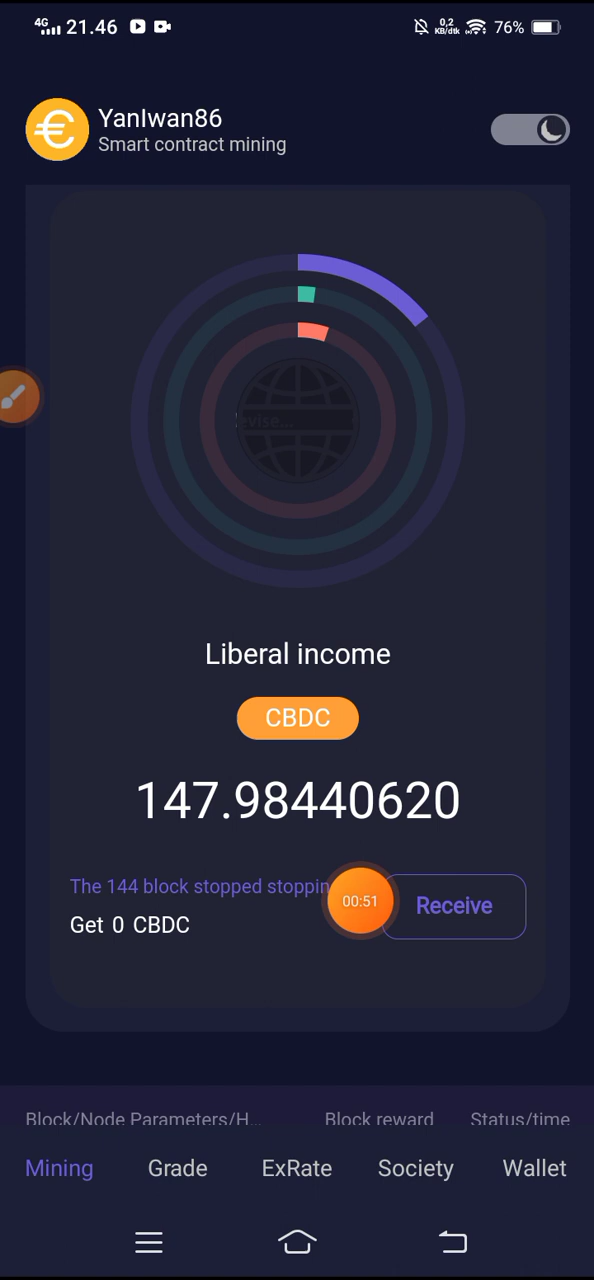 4G 21.46 0,2 KB/dtk 76%
YanIwan86
Smart contract mining
evise...
Liberal income
CBDC
147.98440620
The 144 block stopped stoppin
00:51
Receive
Get 0 CBDC
Block/Node Parameters/H... Block reward Status/time
Mining Grade ExRate Society Wallet